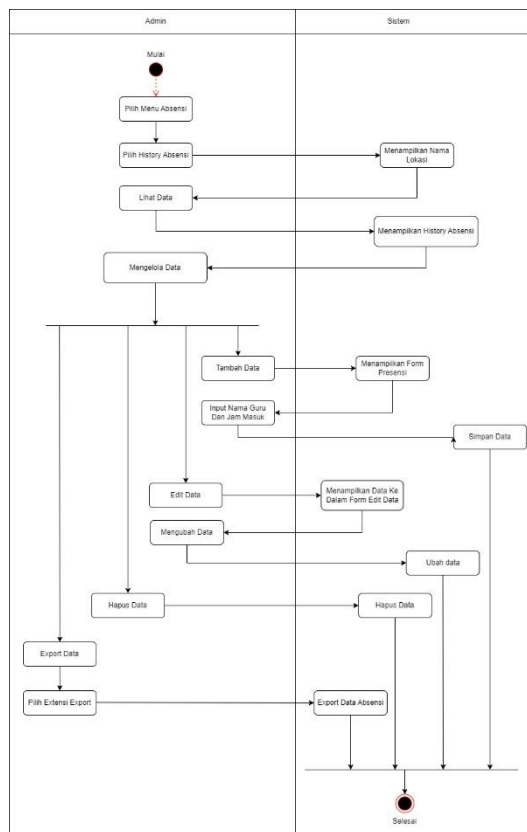 Admin
Sistem
Mulai
Pilih Menu Absensi
Pilih History Absensi
Menampilkan Nama
Lokasi
Lihat Data
Menampilkan History Absensi
Mengelola Data
Tambah Data
Menampilkan Form
Presensi
Input Nama Guru
Dan Jam Masuk
Simpan Data
Edit Data
Menampilkan Data Ke
Dalam Form Edit Data
Mengubah Data
Ubah data
Hapus Data
Hapus Data
Export Data
Pilih Extensi Export
Export Data Absensi
Selesai